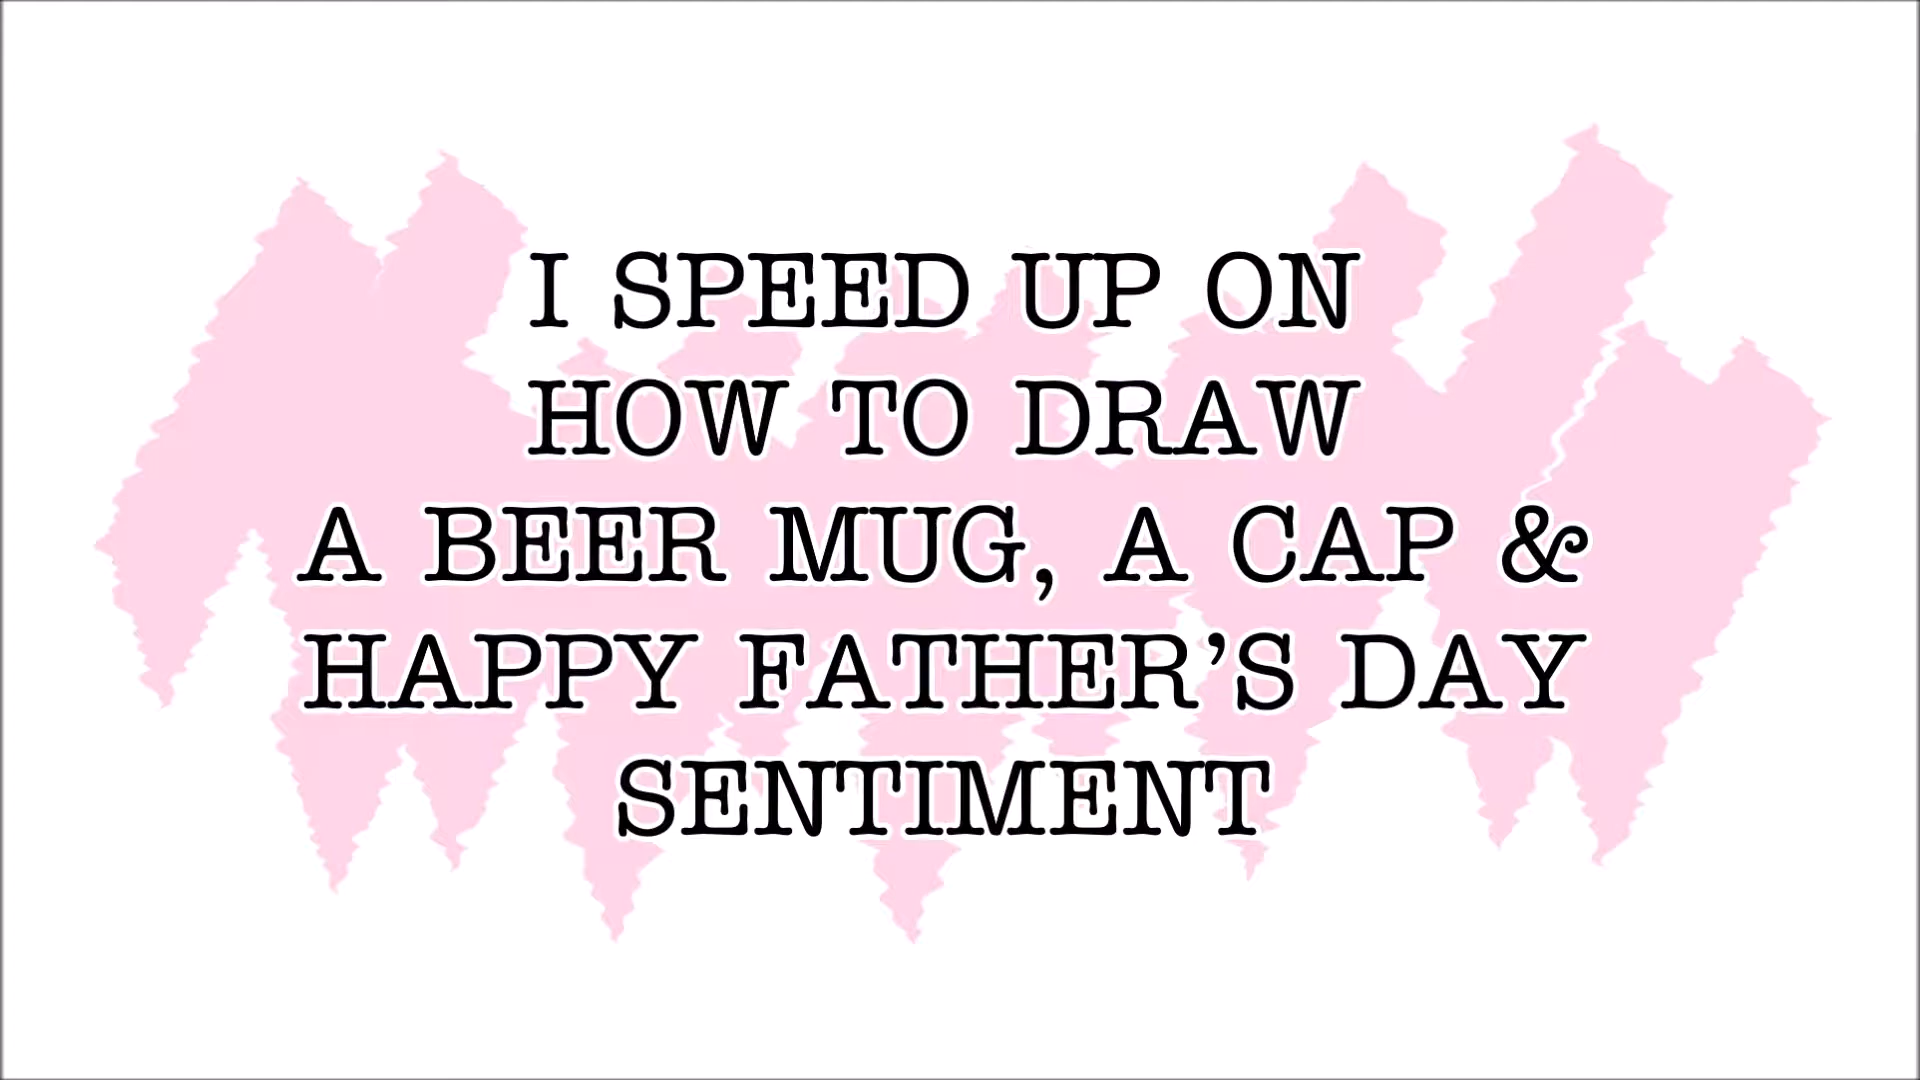 I SPEED UP ON
HOW TO DRAW
A BEER MUG, A CAP &
HAPPY FATHER’S DAY
SENTIMENT